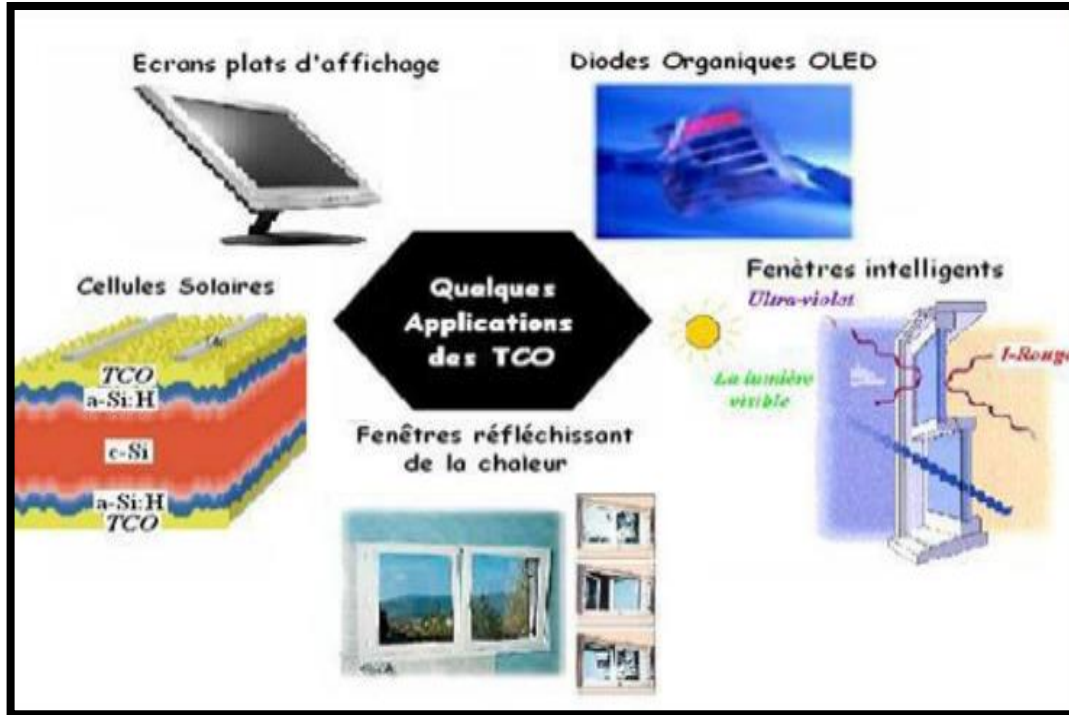 Ecrans plats d'affichage
Diodes Organiques OLED
Cellules Solaires
Qualques
Applications
des TCO
Fenètres intelligents
Ultra-violet
I-Rouge
La lumière
visible
TCO
a-Si:H
c-Si
a-Si:H
TCO
Fenêtres réfléchissant
de la chaleur